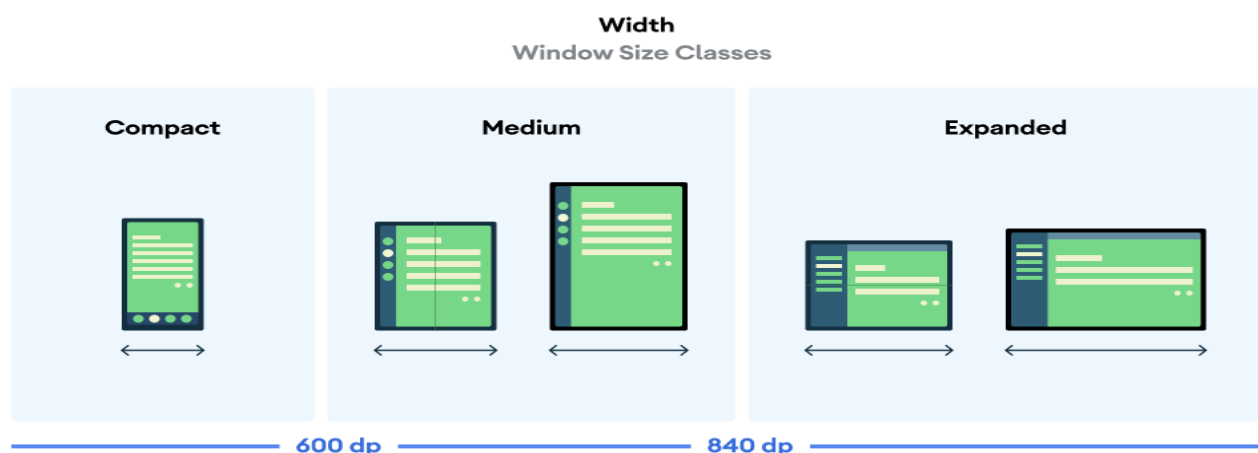 Width
Window Size Classes
Compact
Medium
Expanded
600 dp
840 dp